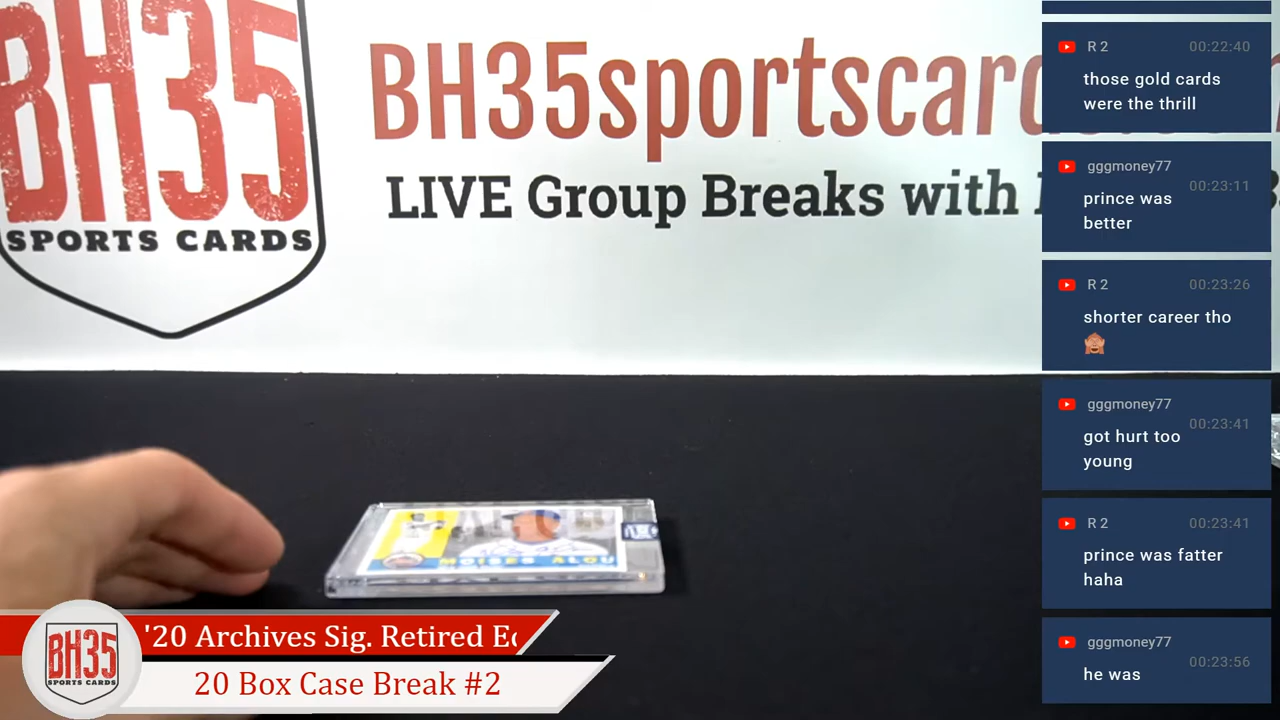 BH35
SPORTS CARDS
BH35sportscard
LIVE Group Breaks with
R 2 00:22:40
those gold cards
were the thrill
gggmoney77 00:23:11
prince was
better
R 2 00:23:26
shorter career tho
🙈
gggmoney77 00:23:41
got hurt too
young
R 2 00:23:41
prince was fatter
haha
gggmoney77 00:23:56
he was
MOISES ALOU
BH35
SPORTS CARDS
'20 Archives Sig. Retired Ed
20 Box Case Break #2